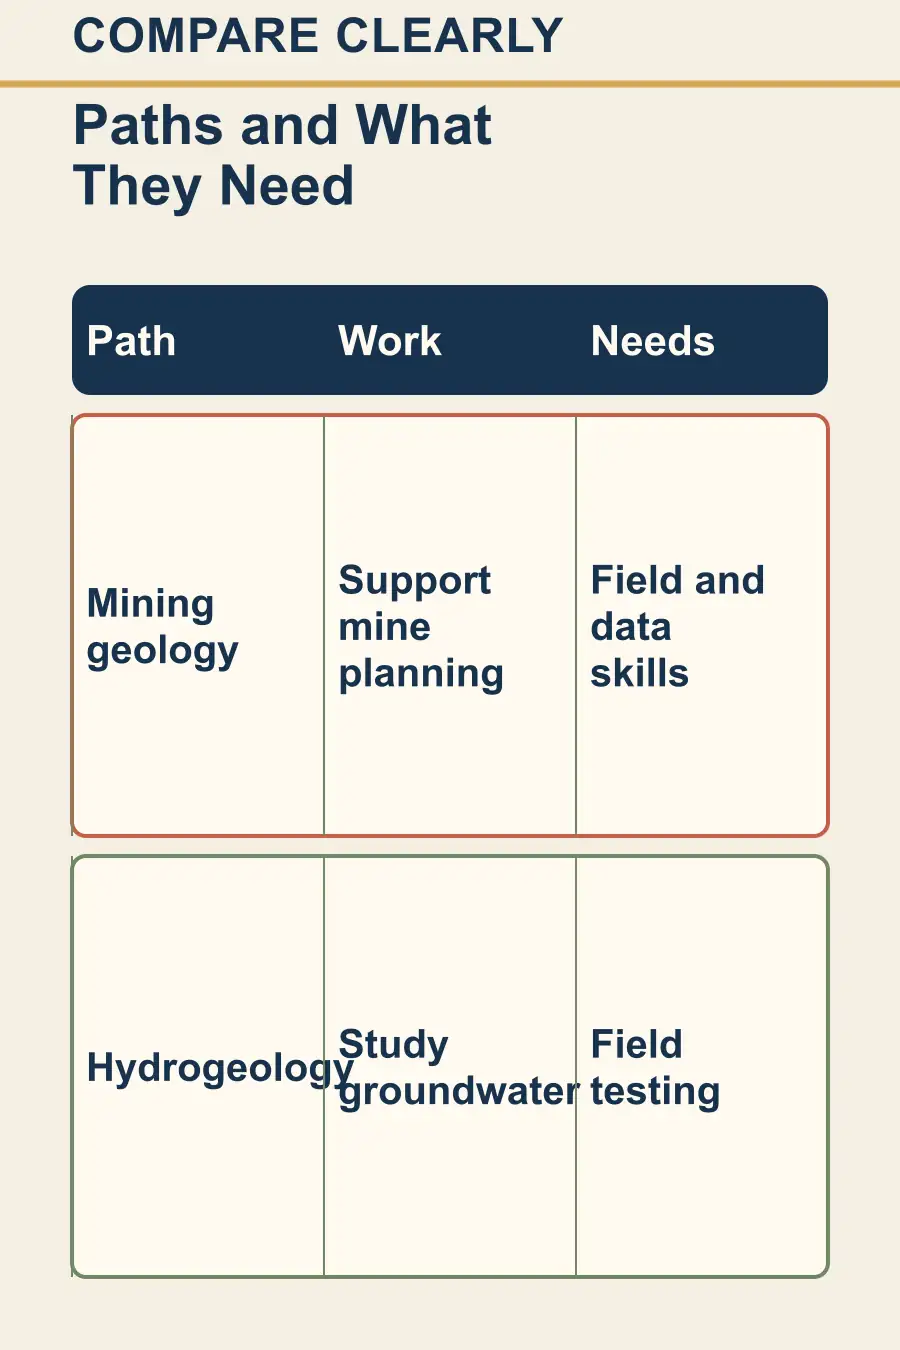 COMPARE CLEARLY
Paths and What
They Need
Path Work Needs
Mining
geology
Support
mine
planning
Field and
data
skills
Hydrogeology
Study
groundwater
Field
testing